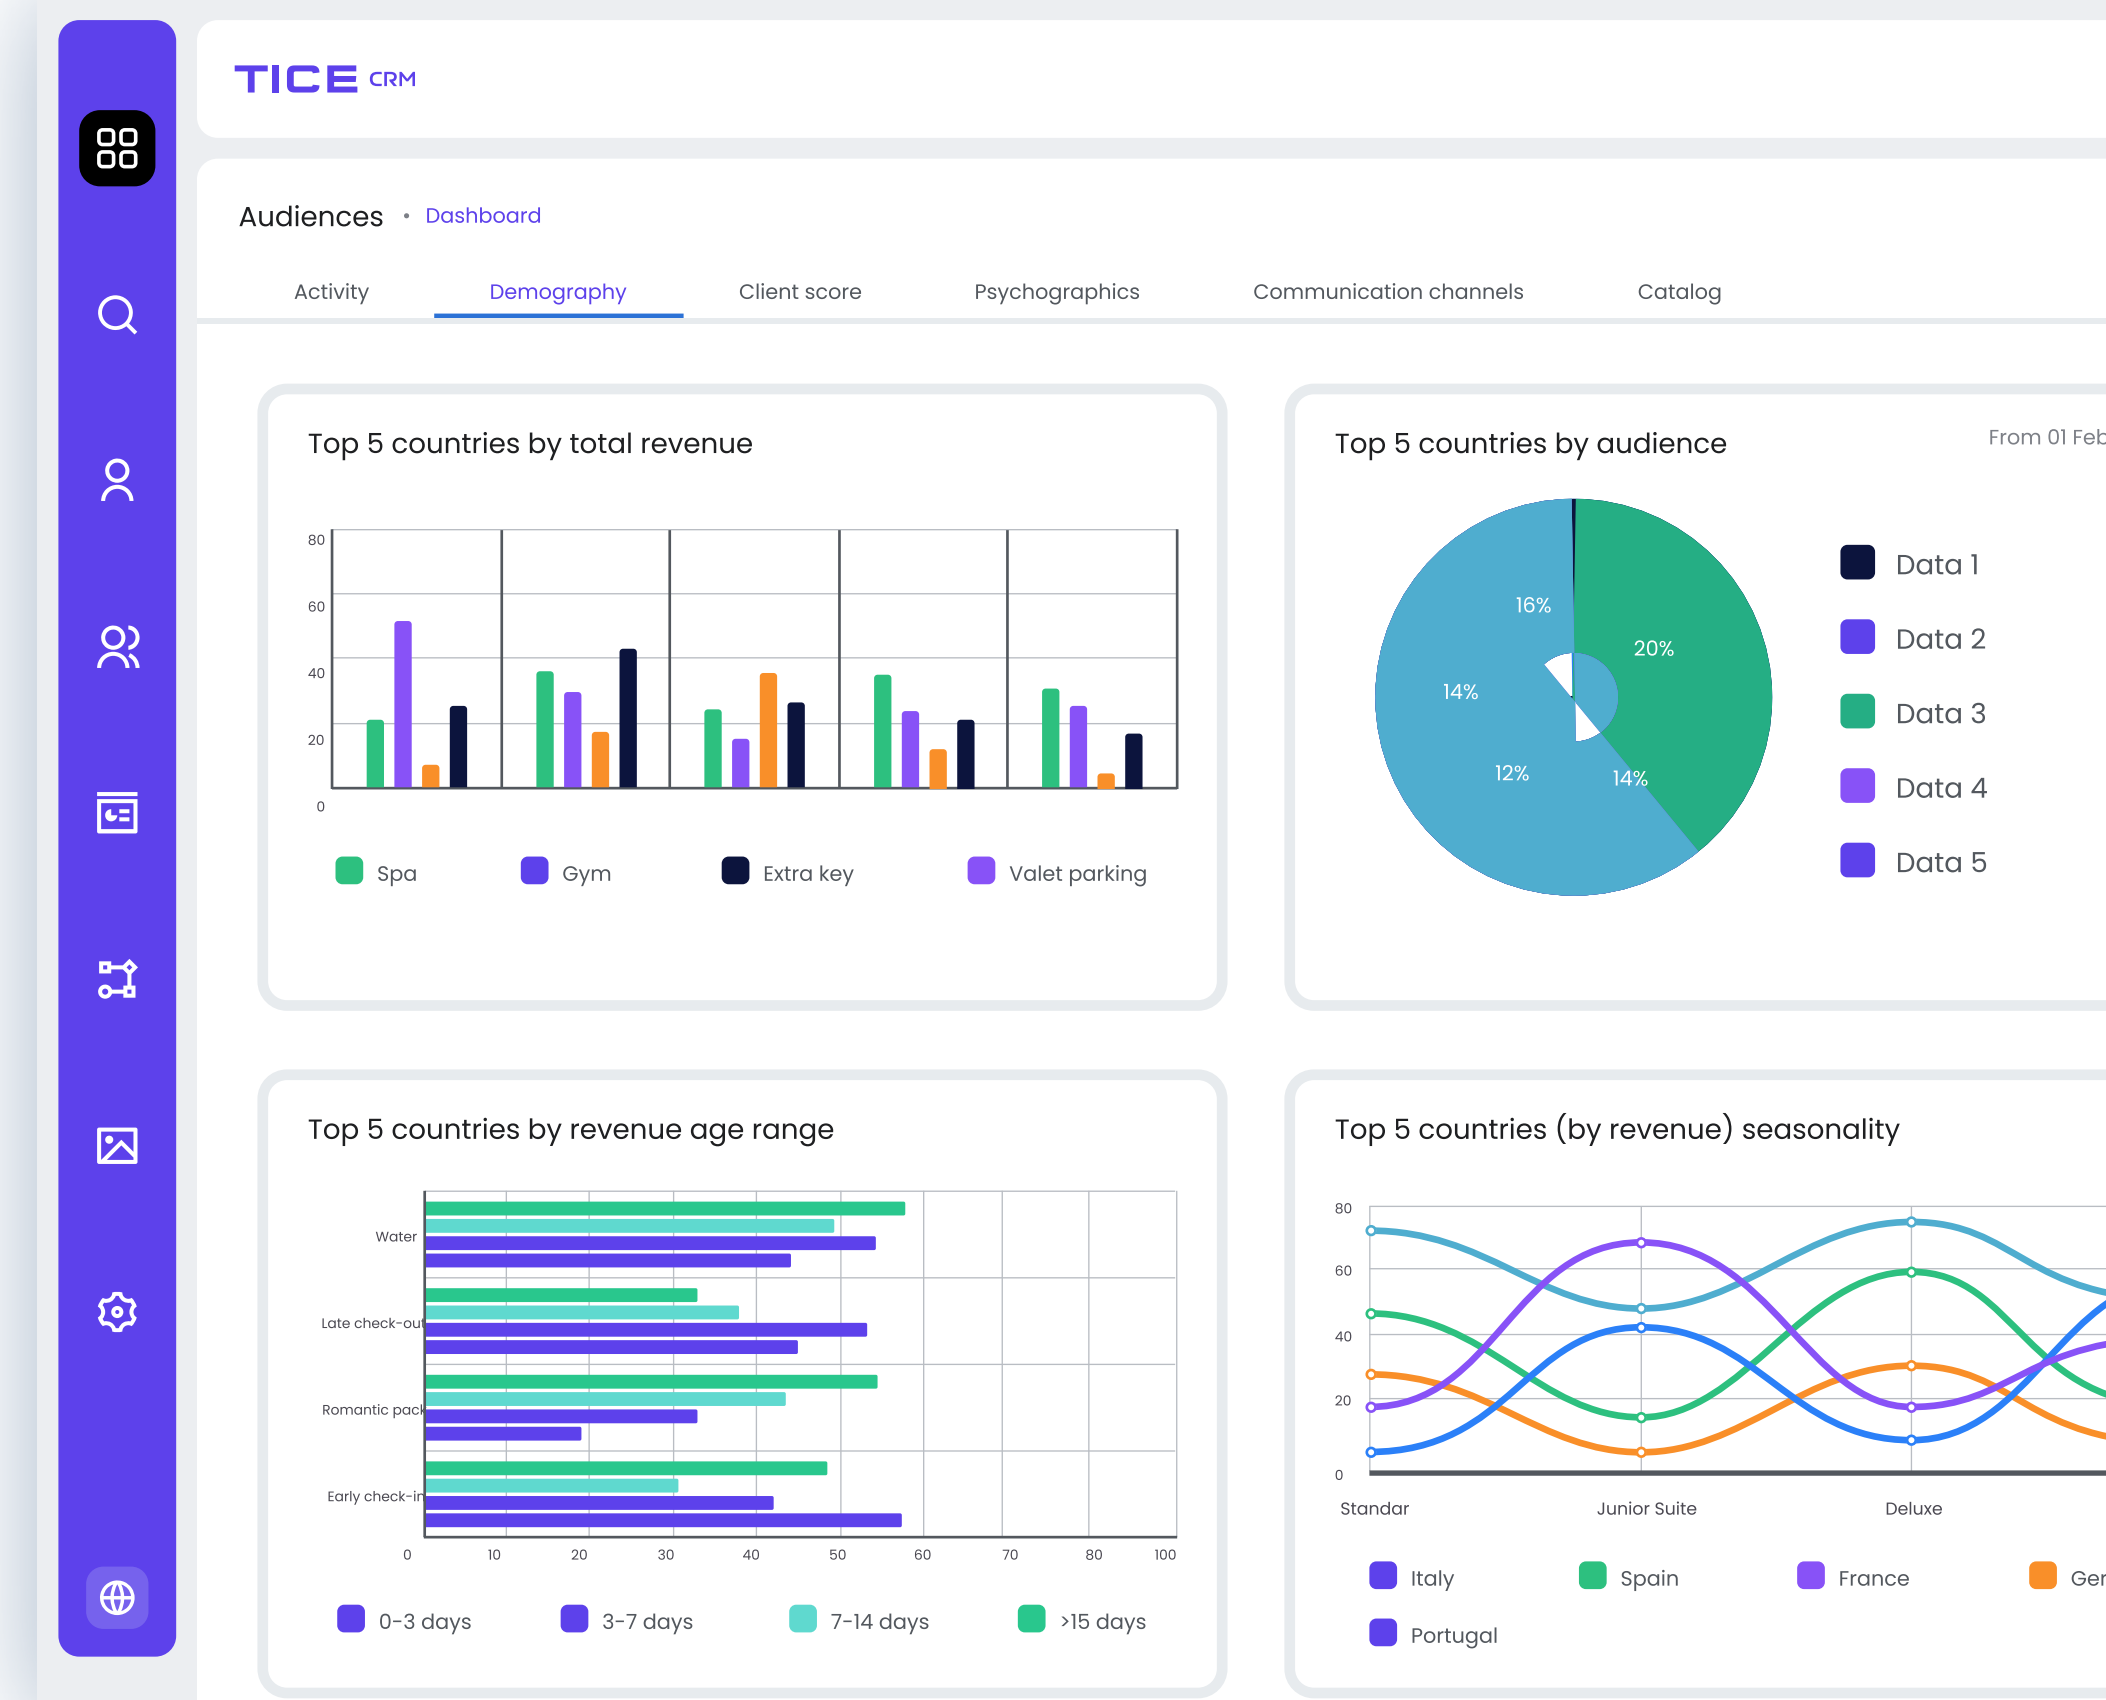 TICE CRM
Audiences • Dashboard
Activity Demography Client score Psychographics Communication channels Catalog
Top 5 countries by total revenue
80
60
40
20
0
Spa Gym Extra key Valet parking
Top 5 countries by audience
From 01 Feb
16%
20%
14%
12%
14%
Data 1
Data 2
Data 3
Data 4
Data 5
Top 5 countries by revenue age range
Water
Late check-out
Romantic pack
Early check-in
0 10 20 30 40 50 60 70 80 100
0-3 days 3-7 days 7-14 days >15 days
Top 5 countries (by revenue) seasonality
80
60
40
20
0
Standar Junior Suite Deluxe
Italy Spain France Ger
Portugal